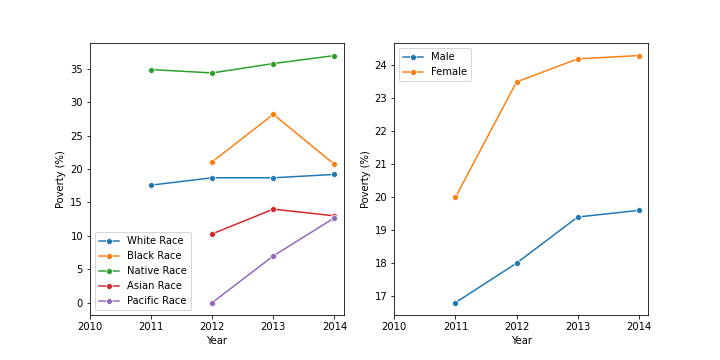 35
30
25
20
15
10
5
0
Poverty (%)
White Race
Black Race
Native Race
Asian Race
Pacific Race
2010 2011 2012 2013 2014
Year
24
23
22
21
20
19
18
17
Poverty (%)
Male
Female
2010 2011 2012 2013 2014
Year